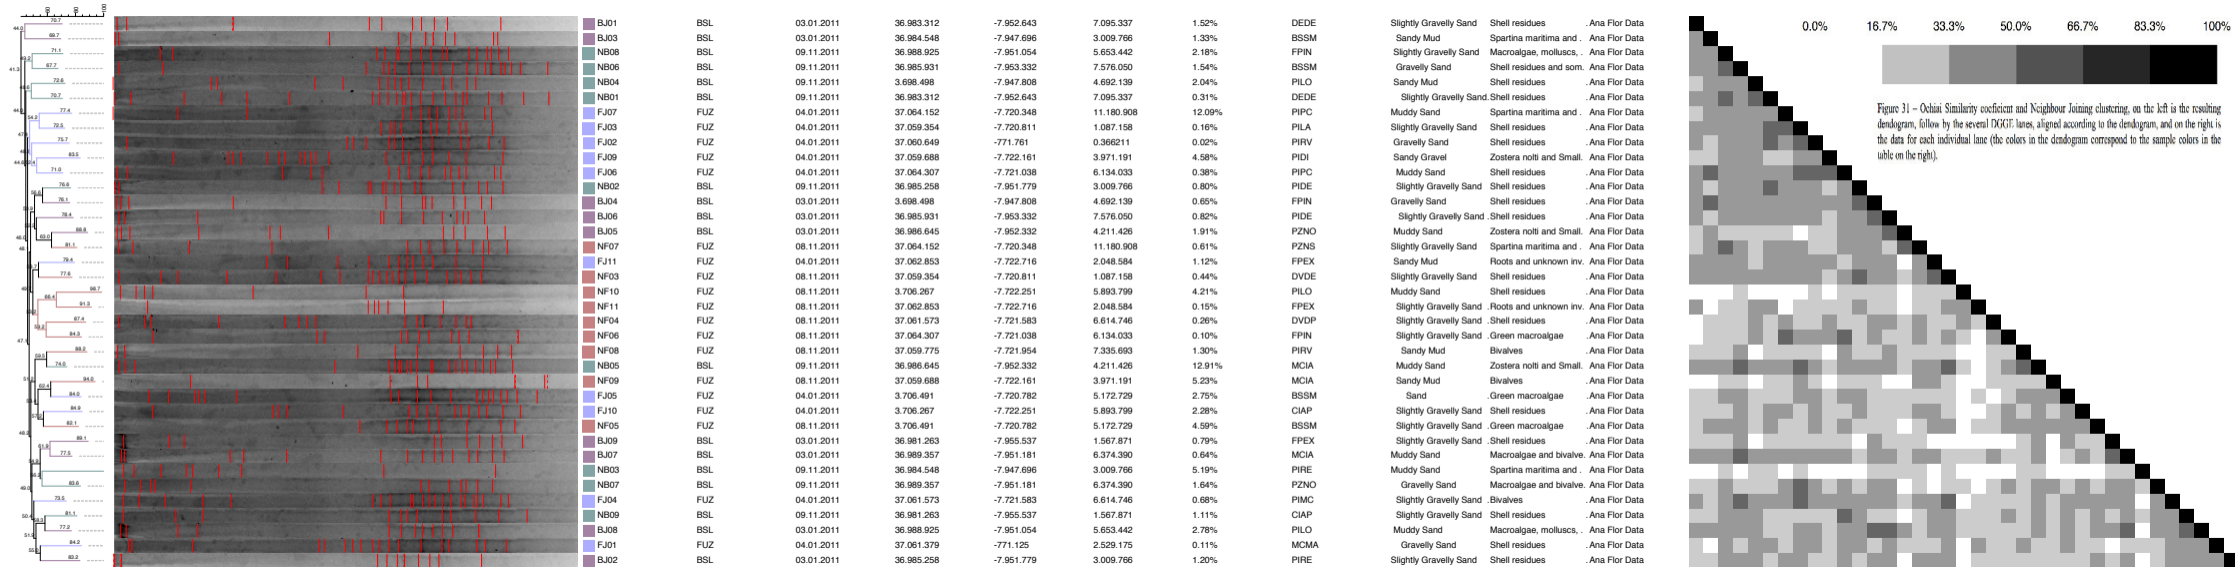 BJ01 BSL 03.01.2011 36.983.312 -7.952.643 7.095.337 1.52% DEDE Slightly Gravelly Sand Shell residues . Ana Flor Data
BJ03 BSL 03.01.2011 36.984.548 -7.947.696 3.009.766 1.33% BSSM Sandy Mud Spartina maritima and . Ana Flor Data
NB08 BSL 09.11.2011 36.988.925 -7.951.054 5.653.442 2.18% FPIN Slightly Gravelly Sand Macroalgae, molluscs, . Ana Flor Data
NB06 BSL 09.11.2011 36.985.931 -7.953.332 7.576.050 1.54% BSSM Gravelly Sand Shell residues and som. Ana Flor Data
NB04 BSL 09.11.2011 3.698.498 -7.947.808 4.692.139 2.04% PILO Sandy Mud Shell residues . Ana Flor Data
NB01 BSL 09.11.2011 36.983.312 -7.952.643 7.095.337 0.31% DEDE Slightly Gravelly Sand. Shell residues . Ana Flor Data
FJ07 FUZ 04.01.2011 37.064.152 -7.720.348 11.180.908 12.09% PIPC Muddy Sand Spartina maritima and . Ana Flor Data
FJ03 FUZ 04.01.2011 37.059.354 -7.720.811 1.087.158 0.16% PILA Slightly Gravelly Sand Shell residues . Ana Flor Data
FJ02 FUZ 04.01.2011 37.060.649 -771.761 0.366211 0.02% PIRV Gravelly Sand Shell residues . Ana Flor Data
FJ09 FUZ 04.01.2011 37.059.688 -7.722.161 3.971.191 4.58% PIDI Sandy Gravel Zostera nolti and Small. Ana Flor Data
FJ06 FUZ 04.01.2011 37.064.307 -7.721.038 6.134.033 0.38% PIPC Muddy Sand Shell residues . Ana Flor Data
NB02 BSL 09.11.2011 36.985.258 -7.951.779 3.009.766 0.80% PIDE Slightly Gravelly Sand Shell residues . Ana Flor Data
BJ04 BSL 03.01.2011 3.698.498 -7.947.808 4.692.139 0.65% FPIN Gravelly Sand Shell residues . Ana Flor Data
BJ06 BSL 03.01.2011 36.985.931 -7.953.332 7.576.050 0.82% PIDE Slightly Gravelly Sand . Shell residues . Ana Flor Data
BJ05 BSL 03.01.2011 36.986.645 -7.952.332 4.211.426 1.91% PZNO Muddy Sand Zostera nolti and Small. Ana Flor Data
NF07 FUZ 08.11.2011 37.064.152 -7.720.348 11.180.908 0.61% PZNS Slightly Gravelly Sand Spartina maritima and . Ana Flor Data
FJ11 FUZ 04.01.2011 37.062.853 -7.722.716 2.048.584 1.12% FPEX Sandy Mud Roots and unknown inv. Ana Flor Data
NF03 FUZ 08.11.2011 37.059.354 -7.720.811 1.087.158 0.44% DVDE Slightly Gravelly Sand Shell residues . Ana Flor Data
NF10 FUZ 08.11.2011 3.706.267 -7.722.251 5.893.799 4.21% PILO Muddy Sand Shell residues . Ana Flor Data
NF11 FUZ 08.11.2011 37.062.853 -7.722.716 2.048.584 0.15% FPEX Slightly Gravelly Sand . Roots and unknown inv. Ana Flor Data
NF04 FUZ 08.11.2011 37.061.573 -7.721.583 6.614.746 0.26% DVDP Slightly Gravelly Sand . Shell residues . Ana Flor Data
NF06 FUZ 08.11.2011 37.064.307 -7.721.038 6.134.033 0.10% FPIN Slightly Gravelly Sand . Green macroalgae . Ana Flor Data
NF08 FUZ 08.11.2011 37.059.775 -7.721.954 7.335.693 1.30% PIRV Sandy Mud Bivalves . Ana Flor Data
NB05 BSL 09.11.2011 36.986.645 -7.952.332 4.211.426 12.91% MCIA Muddy Sand Zostera nolti and Small. Ana Flor Data
NF09 FUZ 08.11.2011 37.059.688 -7.722.161 3.971.191 5.23% MCIA Sandy Mud Bivalves . Ana Flor Data
FJ05 FUZ 04.01.2011 3.706.491 -7.720.782 5.172.729 2.75% BSSM Sand . Green macroalgae . Ana Flor Data
FJ10 FUZ 04.01.2011 3.706.267 -7.722.251 5.893.799 2.28% CIAP Slightly Gravelly Sand Shell residues . Ana Flor Data
NF05 FUZ 08.11.2011 3.706.491 -7.720.782 5.172.729 4.59% BSSM Slightly Gravelly Sand . Green macroalgae . Ana Flor Data
BJ09 BSL 03.01.2011 36.981.263 -7.955.537 1.567.871 0.79% FPEX Slightly Gravelly Sand . Shell residues . Ana Flor Data
BJ07 BSL 03.01.2011 36.989.357 -7.951.181 6.374.390 0.64% MCIA Muddy Sand Macroalgae and bivalve. Ana Flor Data
NB03 BSL 09.11.2011 36.984.548 -7.947.696 3.009.766 5.19% PIRE Muddy Sand Spartina maritima and . Ana Flor Data
NB07 BSL 09.11.2011 36.989.357 -7.951.181 6.374.390 1.64% PZNO Gravelly Sand Macroalgae and bivalve. Ana Flor Data
FJ04 FUZ 04.01.2011 37.061.573 -7.721.583 6.614.746 0.68% PIMC Slightly Gravelly Sand . Bivalves . Ana Flor Data
NB09 BSL 09.11.2011 36.981.263 -7.955.537 1.567.871 1.11% CIAP Slightly Gravelly Sand Shell residues . Ana Flor Data
BJ08 BSL 03.01.2011 36.988.925 -7.951.054 5.653.442 2.78% PILO Muddy Sand Macroalgae, molluscs, . Ana Flor Data
FJ01 FUZ 04.01.2011 37.061.379 -771.125 2.529.175 0.11% MCMA Gravelly Sand Shell residues . Ana Flor Data
BJ02 BSL 03.01.2011 36.985.258 -7.951.779 3.009.766 1.20% PIRE Slightly Gravelly Sand Shell residues . Ana Flor Data
0.0% 16.7% 33.3% 50.0% 66.7% 83.3% 100%
Figure 31 – Ochiai Similarity coeficient and Neighbour Joining clustering, on the left is the resulting
dendogram, follow by the several DGGE lanes, aligned according to the dendogram, and on the right is
the data for each individual lane (the colors in the dendogram correspond to the sample colors in the
table on the right).